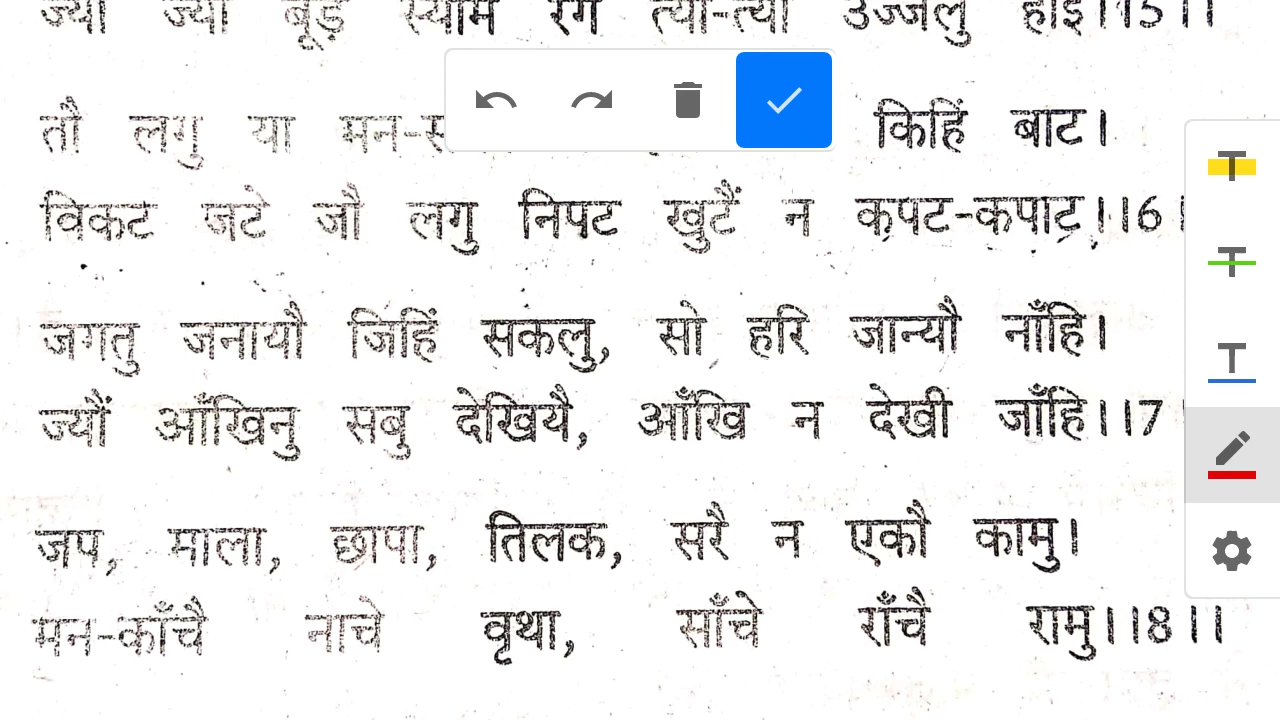 ज्यौं ज्यौं बूड़ै स्याम रंग त्यौं-त्यौं उज्जलु होइ।।5।।
तौ लगु या मन- किहिं बाट।
विकट जटे जौ लगु निपट खुटैं न कपट-कपाट।।6।
जगतु जनायौ जिहिं सकलु, सो हरि जान्यौ नाँहि।
ज्यौं आँखिनु सबु देखियै, आँखि न देखी जाँहि।।7
जप, माला, छापा, तिलक, सरै न एकौ कामु।
मन-काँचै नाचे वृथा, साँचे राँचै रामु।।8।।